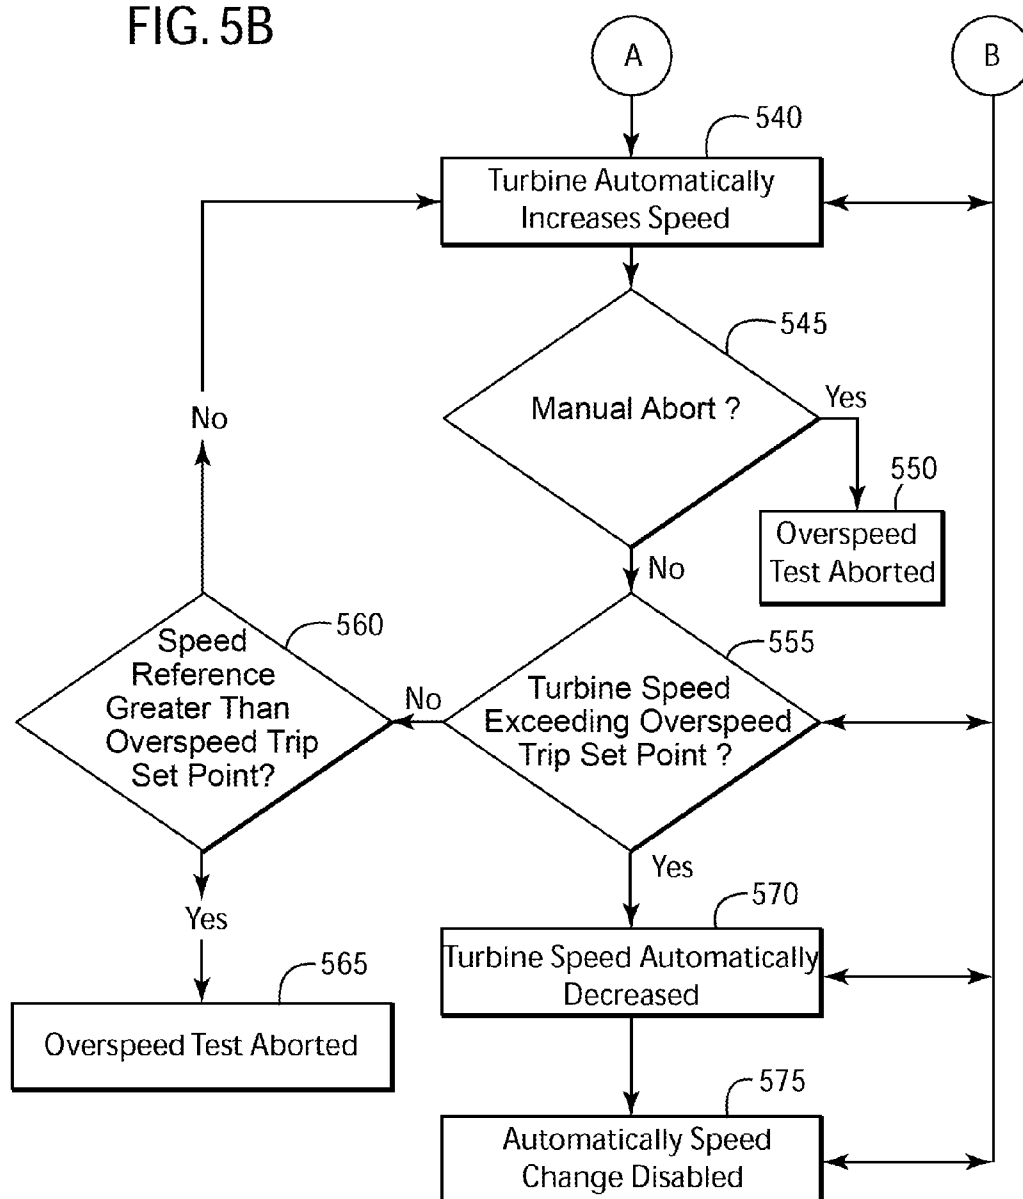 FIG. 5B
A
B
540
Turbine Automatically
Increases Speed
545
Manual Abort ?
Yes
No
550
Overspeed
Test Aborted
No
555
Turbine Speed
Exceeding Overspeed
Trip Set Point ?
No
560
Speed
Reference
Greater Than
Overspeed Trip
Set Point?
Yes
565
Overspeed Test Aborted
Yes
570
Turbine Speed Automatically
Decreased
575
Automatically Speed
Change Disabled